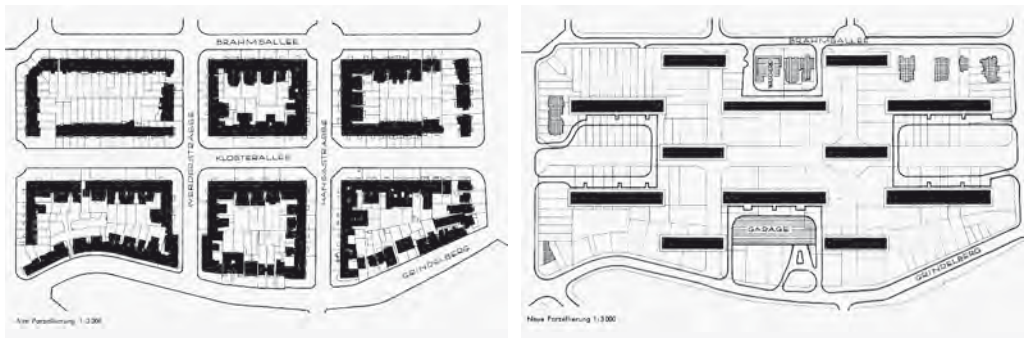 BRAHMSALLEE
WERDERSTRASSE
HANSASTRASSE
KLOSTERALLEE
GRINDELBERG
Alte Parzellierung 1:3000
BRAHMSALLEE
GARAGE
GRINDELBERG
Neue Parzellierung 1:3000